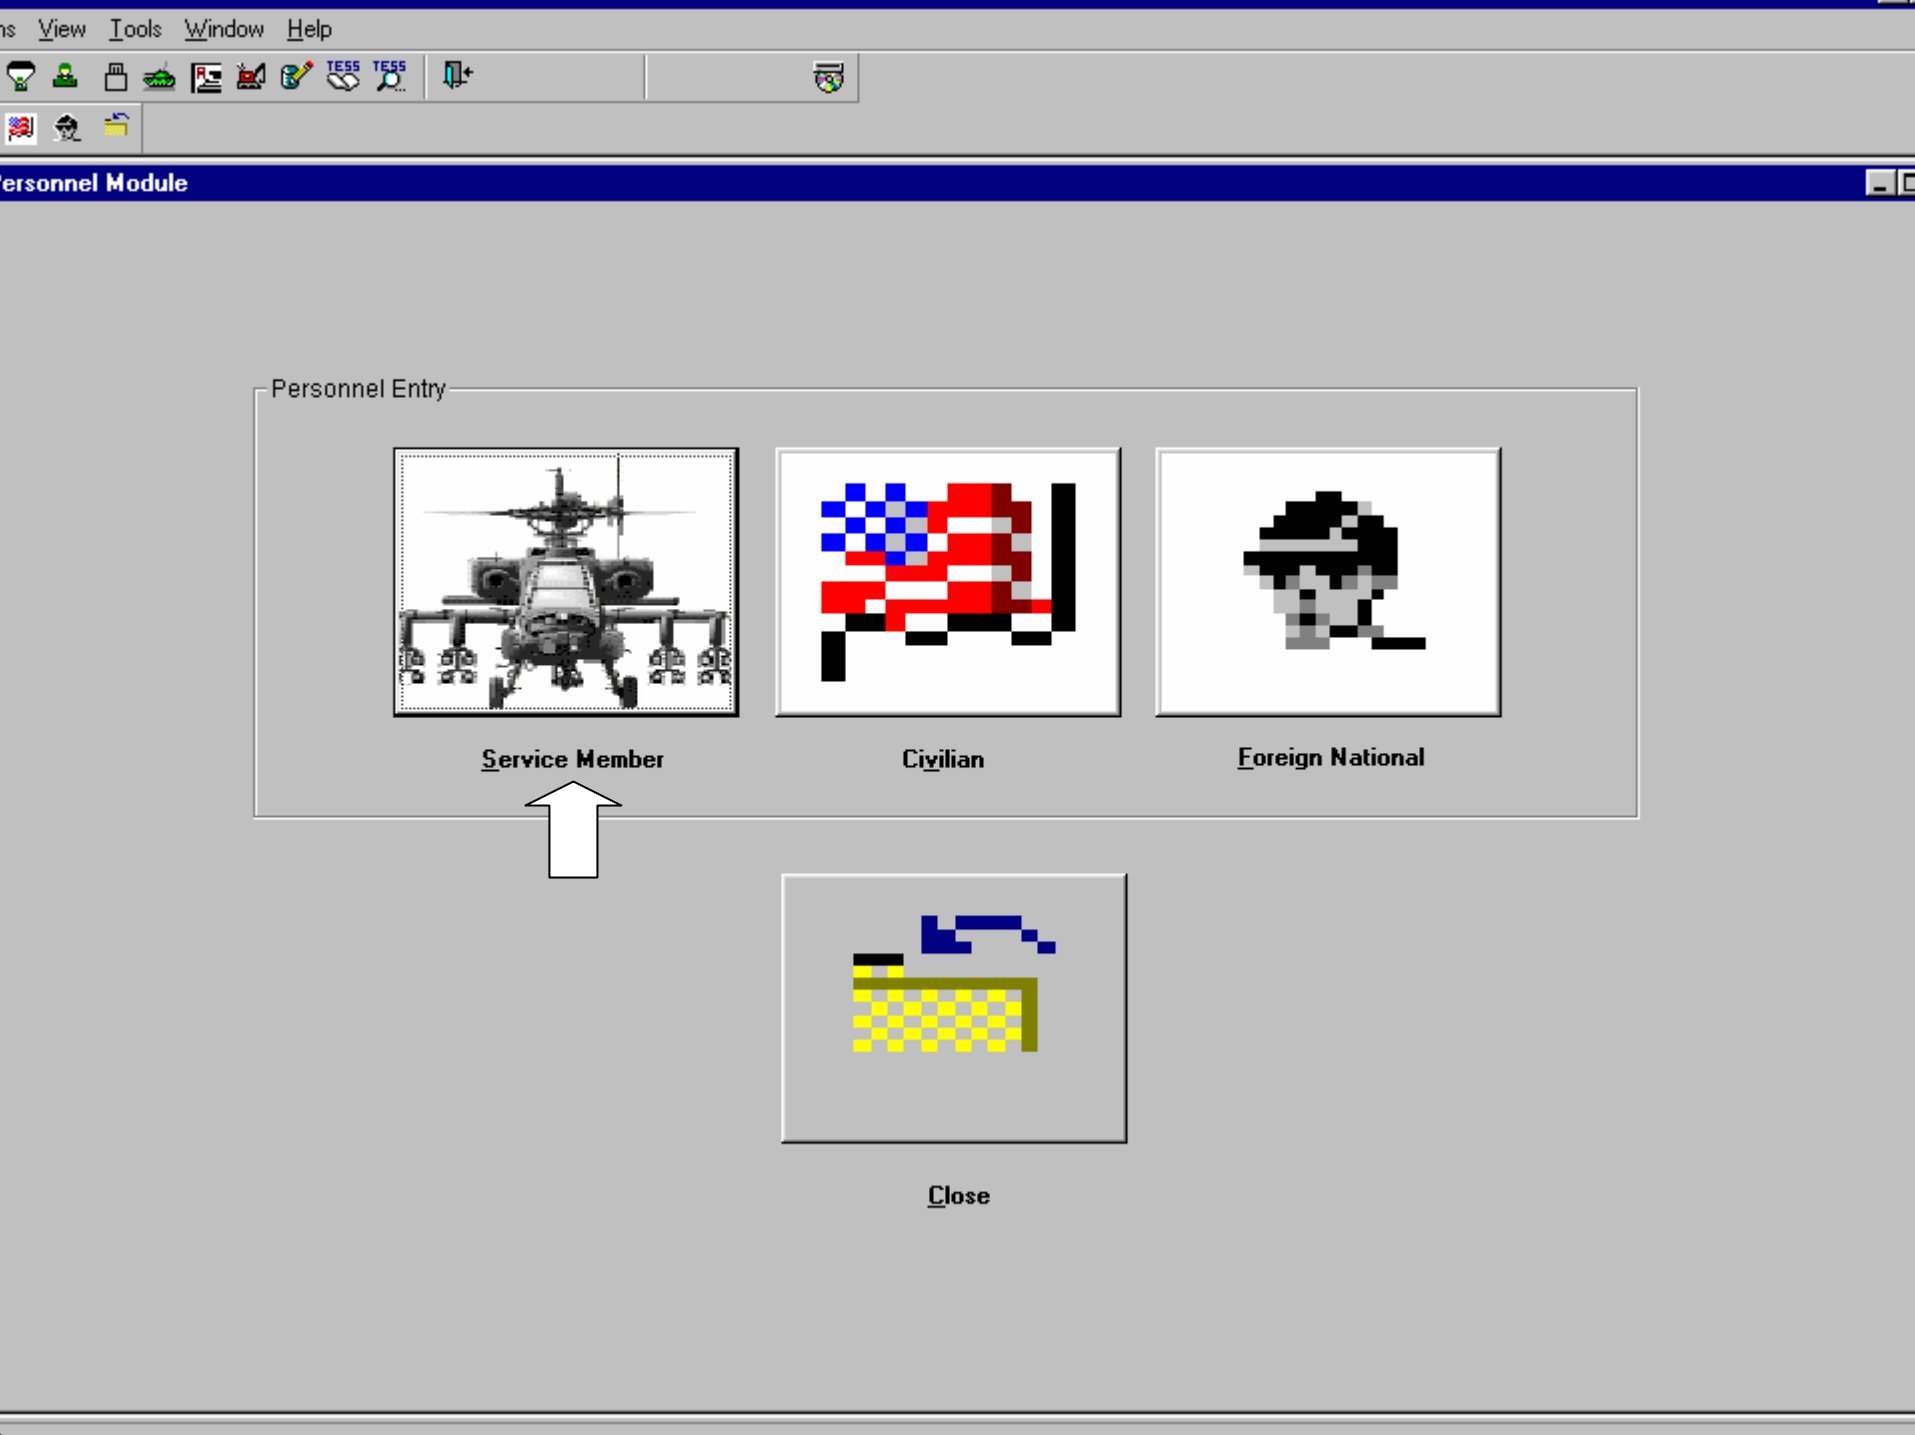 ns View Tools Window Help
TESS TESS
ersonnel Module
Personnel Entry
Service Member Civilian Foreign National
Close